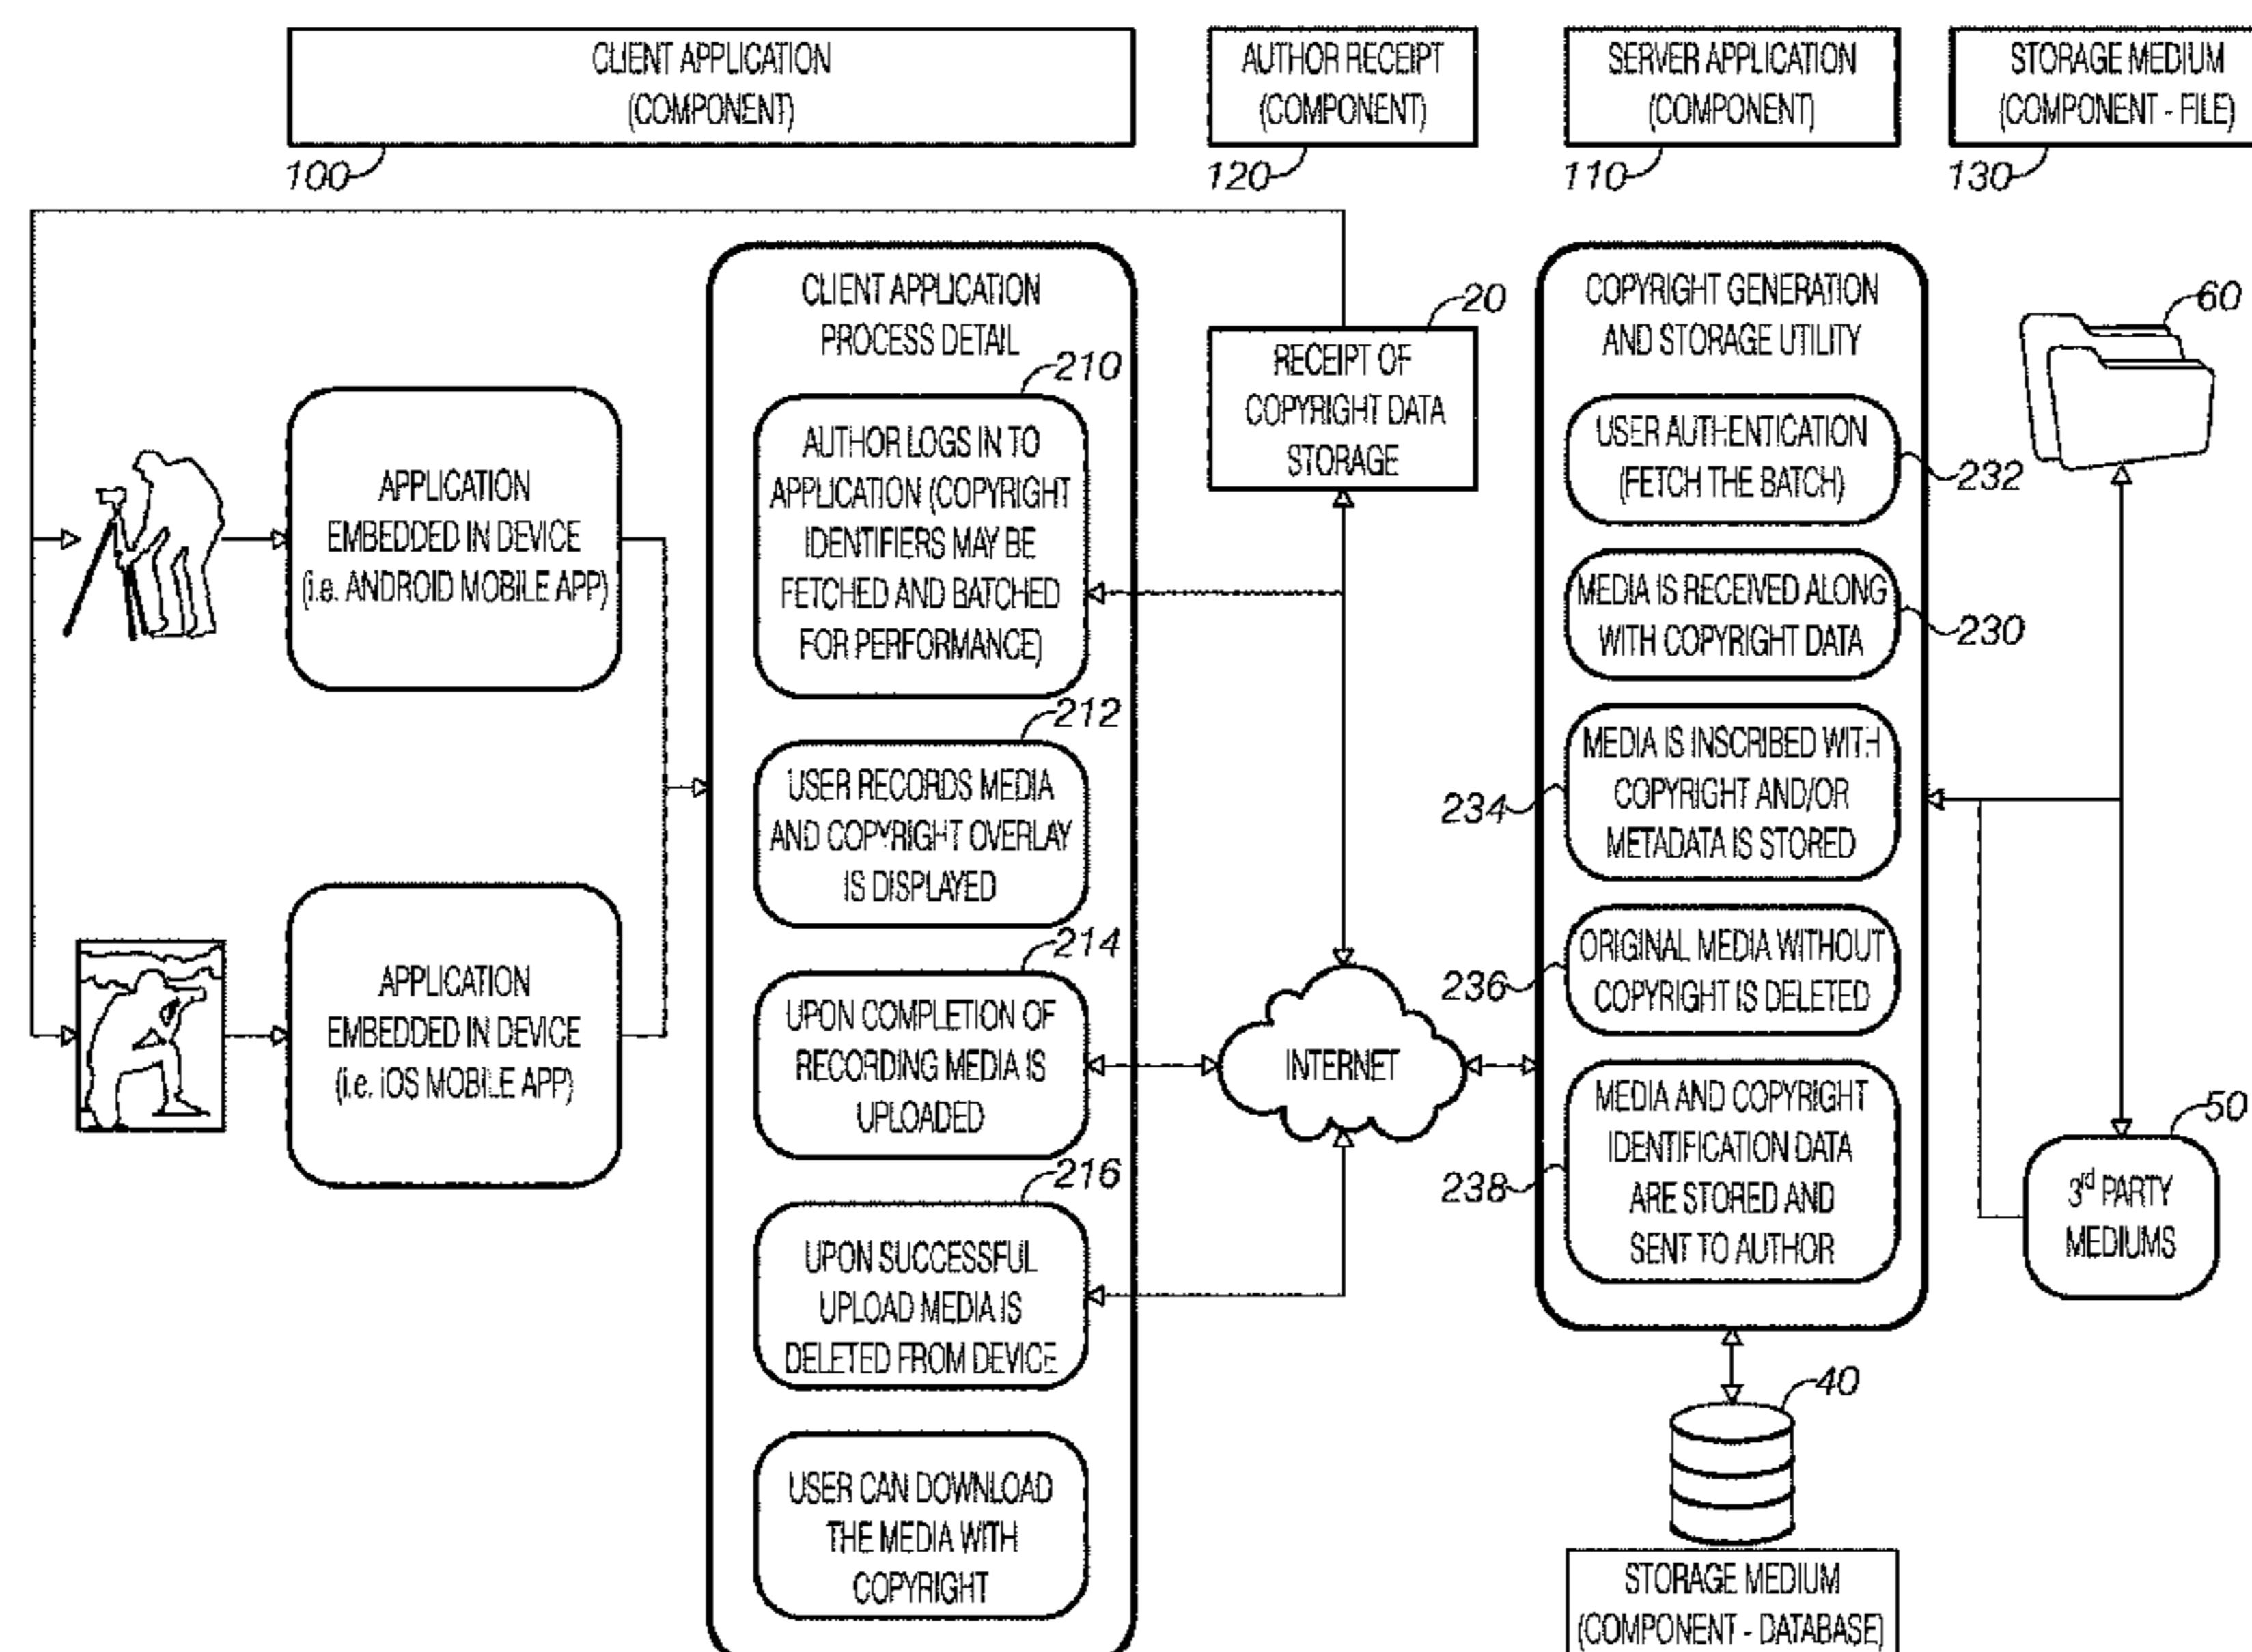 CLIENT APPLICATION
(COMPONENT)
100
AUTHOR RECEIPT
(COMPONENT)
120
SERVER APPLICATION
(COMPONENT)
110
STORAGE MEDIUM
(COMPONENT - FILE)
130
APPLICATION
EMBEDDED IN DEVICE
(i.e. ANDROID MOBILE APP)
APPLICATION
EMBEDDED IN DEVICE
(i.e. iOS MOBILE APP)
CLIENT APPLICATION
PROCESS DETAIL
210
AUTHOR LOGS IN TO
APPLICATION (COPYRIGHT
IDENTIFIERS MAY BE
FETCHED AND BATCHED
FOR PERFORMANCE)
212
USER RECORDS MEDIA
AND COPYRIGHT OVERLAY
IS DISPLAYED
214
UPON COMPLETION OF
RECORDING MEDIA IS
UPLOADED
216
UPON SUCCESSFUL
UPLOAD MEDIA IS
DELETED FROM DEVICE
USER CAN DOWNLOAD
THE MEDIA WITH
COPYRIGHT
20
RECEIPT OF
COPYRIGHT DATA
STORAGE
INTERNET
COPYRIGHT GENERATION
AND STORAGE UTILITY
USER AUTHENTICATION
(FETCH THE BATCH)
232
MEDIA IS RECEIVED ALONG
WITH COPYRIGHT DATA
230
MEDIA IS INSCRIBED WITH
COPYRIGHT AND/OR
METADATA IS STORED
234
ORIGINAL MEDIA WITHOUT
COPYRIGHT IS DELETED
236
MEDIA AND COPYRIGHT
IDENTIFICATION DATA
ARE STORED AND
SENT TO AUTHOR
238
40
STORAGE MEDIUM
(COMPONENT - DATABASE)
60
50
3rd PARTY
MEDIUMS